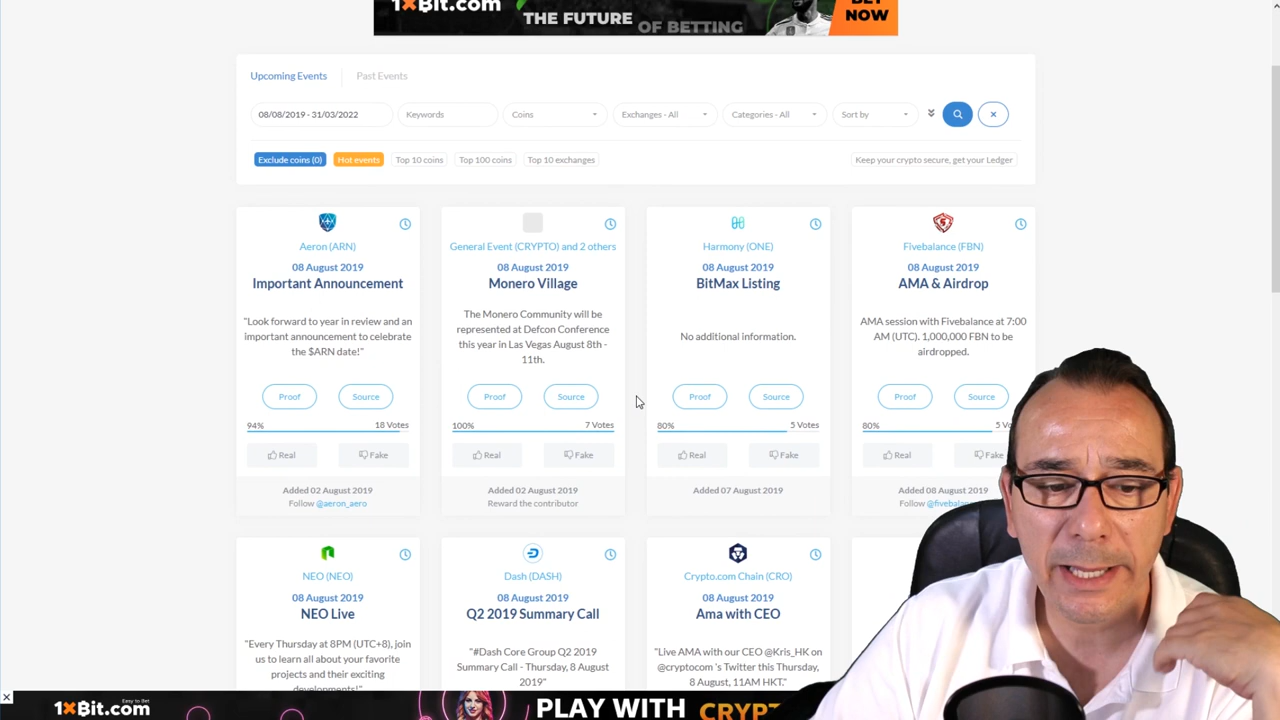 1xBit.com
THE FUTURE
OF BETTING
BET
NOW
Upcoming Events
Past Events
08/08/2019 - 31/03/2022
Keywords
Coins
Exchanges - All
Categories - All
Sort by
Exclude coins (0)
Hot events
Top 10 coins
Top 100 coins
Top 10 exchanges
Keep your crypto secure, get your Ledger
Aeron (ARN)
08 August 2019
Important Announcement
"Look forward to year in review and an
important announcement to celebrate
the $ARN date!"
Proof
Source
94%
18 Votes
Real
Fake
Added 02 August 2019
Follow @aeron_aero
General Event (CRYPTO) and 2 others
08 August 2019
Monero Village
The Monero Community will be
represented at Defcon Conference
this year in Las Vegas August 8th -
11th.
Proof
Source
100%
7 Votes
Real
Fake
Added 02 August 2019
Reward the contributor
Harmony (ONE)
08 August 2019
BitMax Listing
No additional information.
Proof
Source
80%
5 Votes
Real
Fake
Added 07 August 2019
Fivebalance (FBN)
08 August 2019
AMA & Airdrop
AMA session with Fivebalance at 7:00
AM (UTC). 1,000,000 FBN to be
airdropped.
Proof
Source
80%
5 Vo
Real
Fake
Added 08 August 2019
Follow @fivebalan
NEO (NEO)
08 August 2019
NEO Live
"Every Thursday at 8PM (UTC+8), join
us to learn all about your favorite
projects and their exciting
developments!"
Dash (DASH)
08 August 2019
Q2 2019 Summary Call
"#Dash Core Group Q2 2019
Summary Call - Thursday, 8 August
2019"
Crypto.com Chain (CRO)
08 August 2019
Ama with CEO
"Live AMA with our CEO @Kris_HK on
@cryptocom 's Twitter this Thursday,
8 August, 11AM HKT."
Easy to Bet
1xBit.com
PLAY WITH
CRYPT